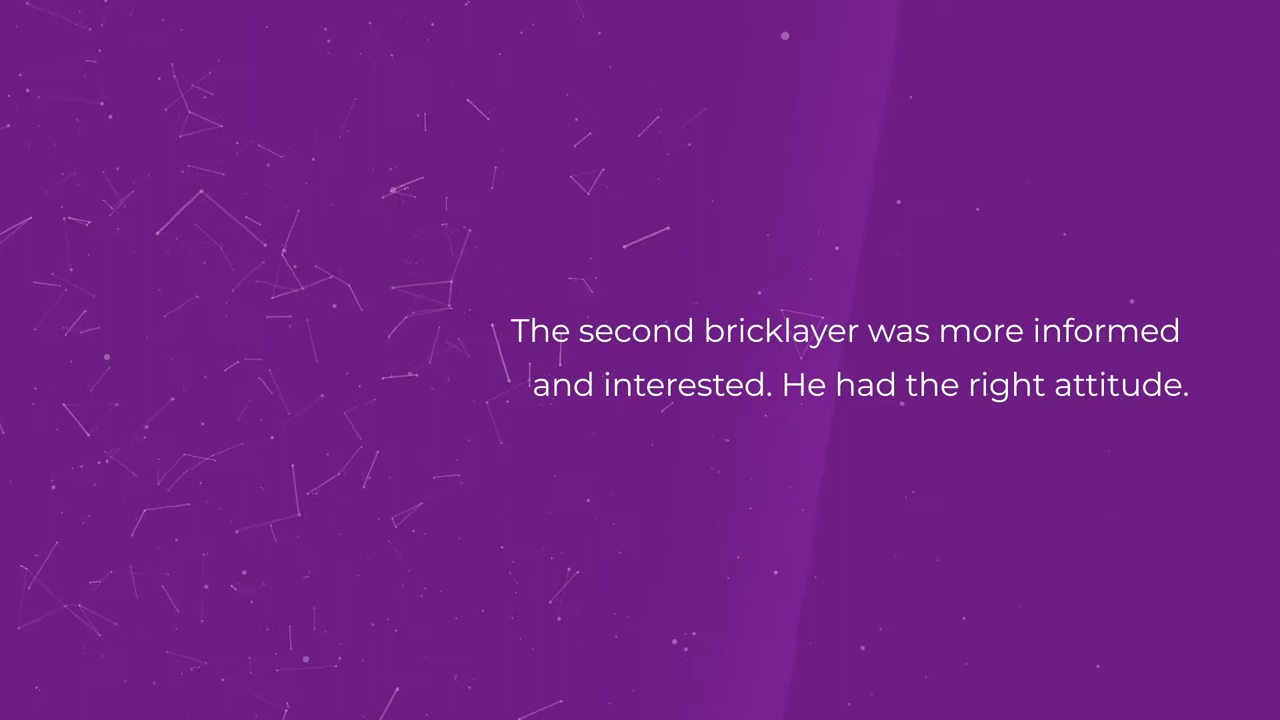 The second bricklayer was more informed
and interested. He had the right attitude.